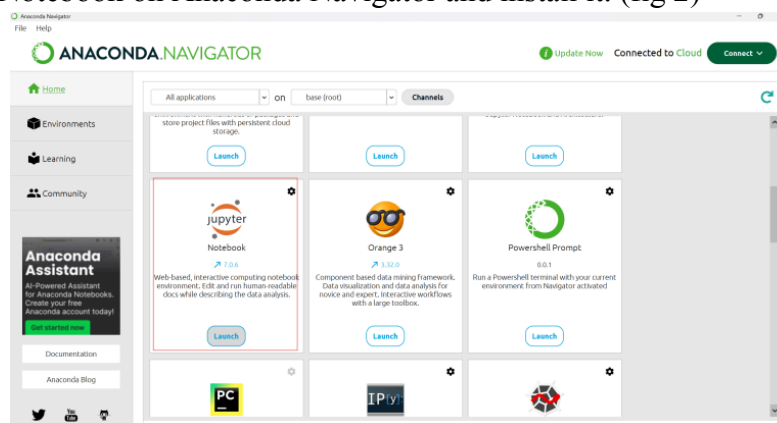 Notebook on Anaconda Navigator and install it. (fig 2)
Anaconda Navigator
File Help
ANACONDA.NAVIGATOR
Update Now Connected to Cloud Connect
Home
Environments
Learning
Community
All applications on base (root) Channels
store project files with persistent cloud
storage.
Launch
Launch
Launch
jupyter
Notebook
7.0.6
Web-based, interactive computing notebook
environment. Edit and run human-readable
docs while describing the data analysis.
Launch
Orange 3
3.32.0
Component based data mining framework.
Data visualization and data analysis for
novice and expert. Interactive workflows
with a large toolbox.
Launch
Powershell Prompt
0.0.1
Run a Powershell terminal with your current
environment from Navigator activated
Launch
PC
IP[y]:
Anaconda
Assistant
AI-Powered Assistant
for Anaconda Notebooks.
Create your free
Anaconda account today!
Get started now
Documentation
Anaconda Blog
You
Tube